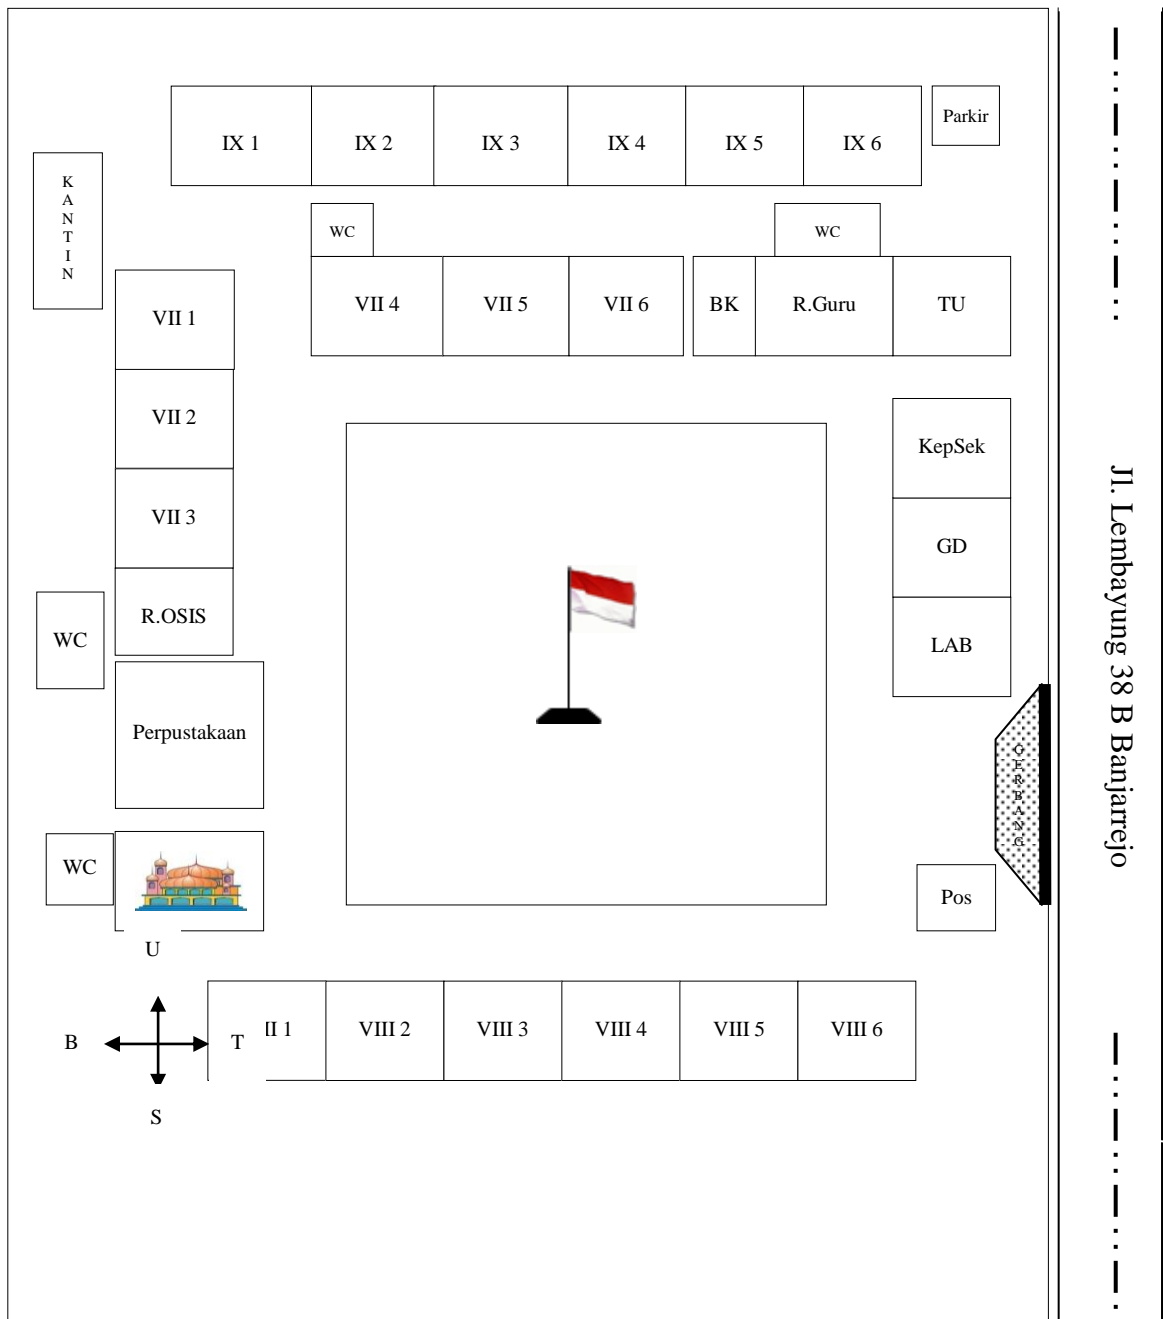 IX 1
IX 2
IX 3
IX 4
IX 5
IX 6
Parkir
KANTIN
WC
WC
VII 4
VII 5
VII 6
BK
R.Guru
TU
VII 1
VII 2
VII 3
R.OSIS
WC
Perpustakaan
WC
KepSek
GD
LAB
GERBANG
Pos
Jl. Lembayung 38 B Banjarrejo
U
B
T
S
II 1
VIII 2
VIII 3
VIII 4
VIII 5
VIII 6